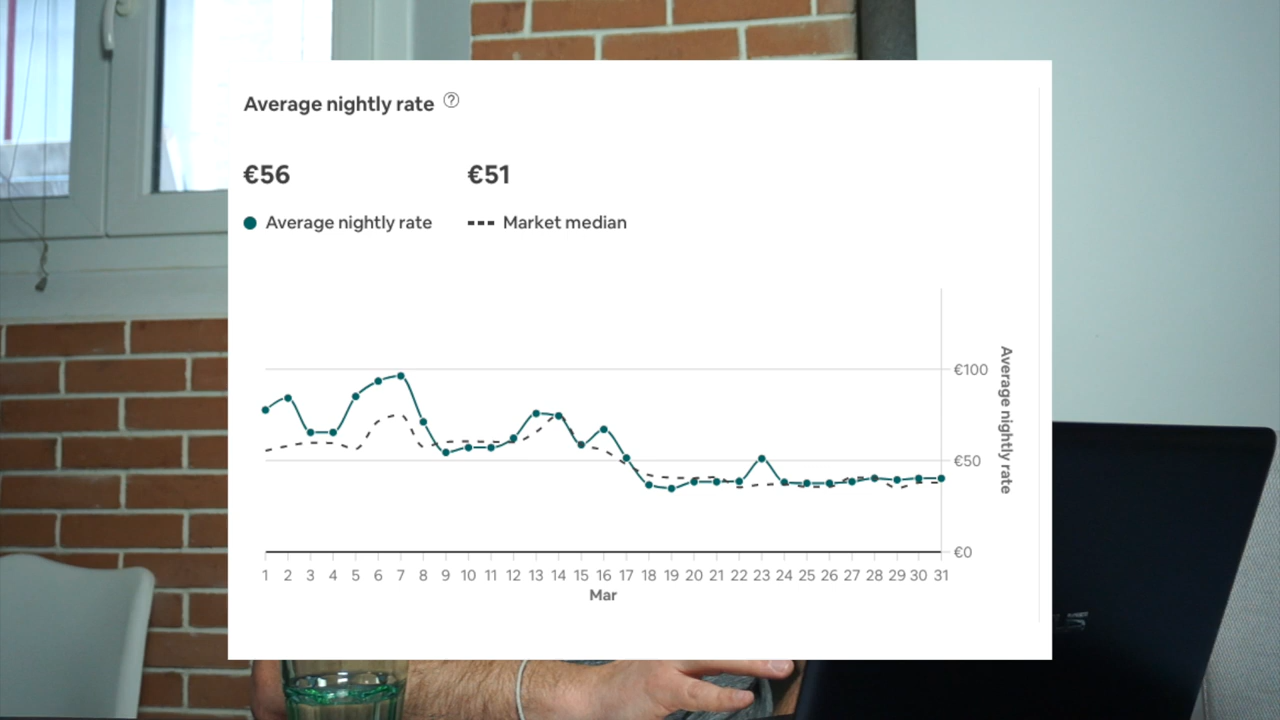 Average nightly rate ?
€56 €51
Average nightly rate Market median
€100
€50
€0
Average nightly rate
1 2 3 4 5 6 7 8 9 10 11 12 13 14 15 16 17 18 19 20 21 22 23 24 25 26 27 28 29 30 31
Mar